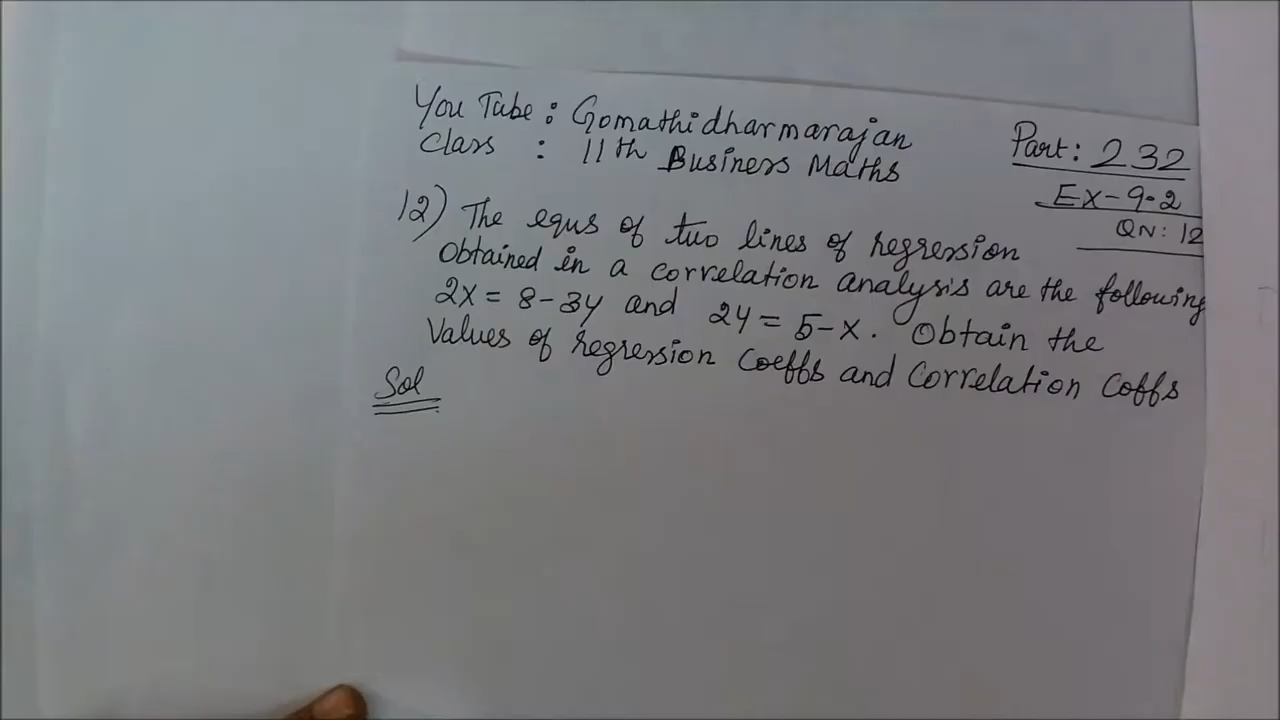 You Tube : Gomathidharmarajan
Class : 11th Business Maths
Part: 232
Ex-9.2
QN: 12
12) The equs of two lines of regression
Obtained in a correlation analysis are the following
2X = 8-3y and 2y = 5-x. Obtain the
Values of regression Coeffs and Correlation Coffs
Sol